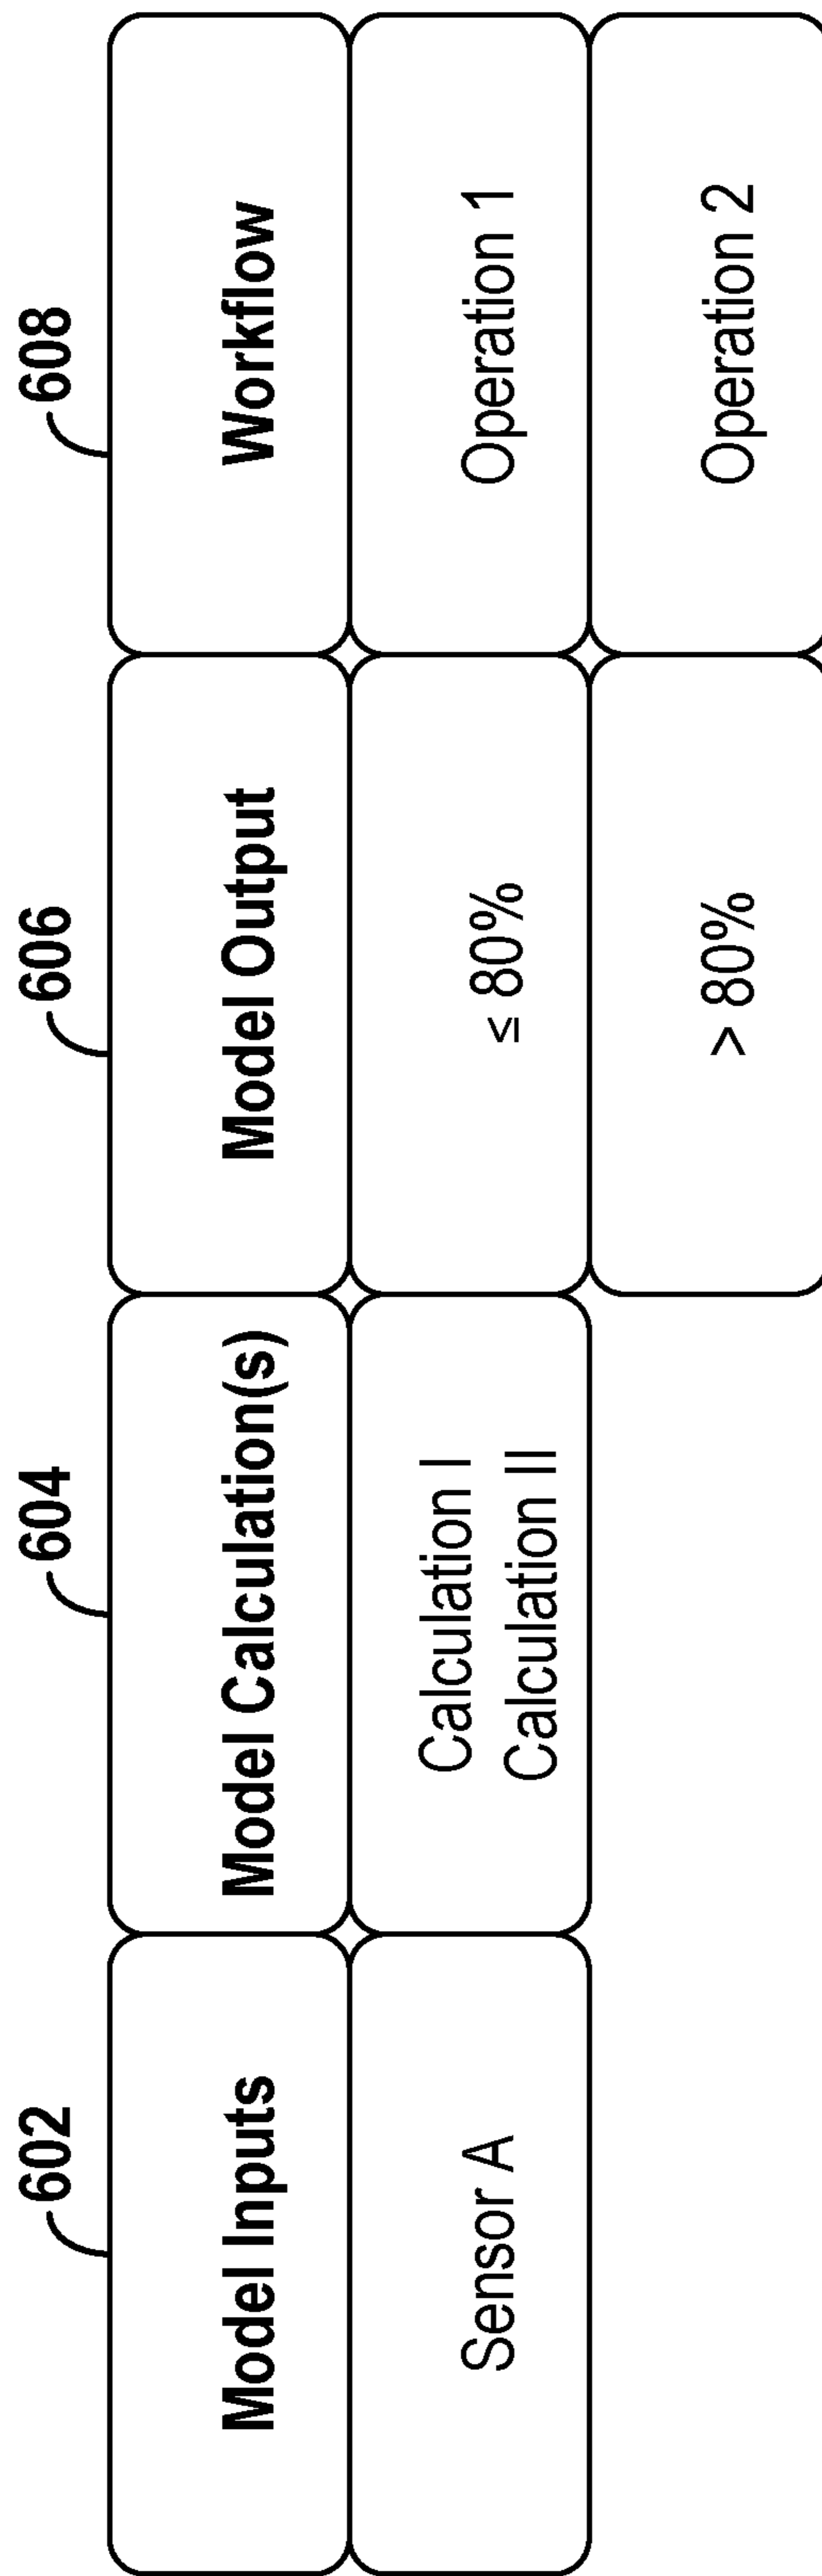 602
604
606
608
Model Inputs
Model Calculation(s)
Model Output
Workflow
Sensor A
Calculation I
Calculation II
≤ 80%
Operation 1
> 80%
Operation 2